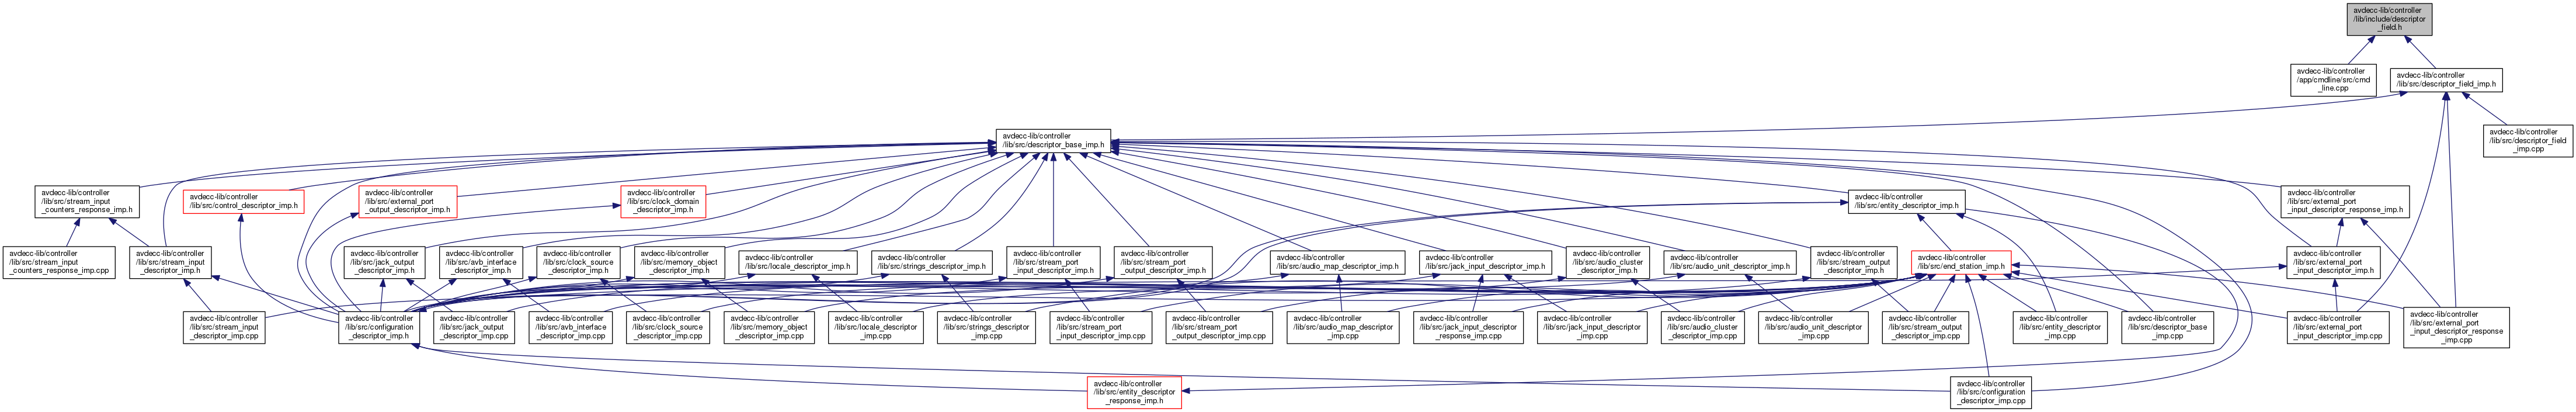 avdecc-lib/controller
/lib/include/descriptor
_field.h
avdecc-lib/controller
/app/cmdline/src/cmd
_line.cpp
avdecc-lib/controller
/lib/src/descriptor_field_imp.h
avdecc-lib/controller
/lib/src/descriptor_base_imp.h
avdecc-lib/controller
/lib/src/descriptor_field
_imp.cpp
avdecc-lib/controller
/lib/src/stream_input
_counters_response_imp.h
avdecc-lib/controller
/lib/src/control_descriptor_imp.h
avdecc-lib/controller
/lib/src/external_port
_output_descriptor_imp.h
avdecc-lib/controller
/lib/src/clock_domain
_descriptor_imp.h
avdecc-lib/controller
/lib/src/entity_descriptor_imp.h
avdecc-lib/controller
/lib/src/external_port
_input_descriptor_response_imp.h
avdecc-lib/controller
/lib/src/stream_input
_counters_response_imp.cpp
avdecc-lib/controller
/lib/src/stream_input
_descriptor_imp.h
avdecc-lib/controller
/lib/src/jack_output
_descriptor_imp.h
avdecc-lib/controller
/lib/src/avb_interface
_descriptor_imp.h
avdecc-lib/controller
/lib/src/clock_source
_descriptor_imp.h
avdecc-lib/controller
/lib/src/memory_object
_descriptor_imp.h
avdecc-lib/controller
/lib/src/locale_descriptor_imp.h
avdecc-lib/controller
/lib/src/strings_descriptor_imp.h
avdecc-lib/controller
/lib/src/stream_port
_input_descriptor_imp.h
avdecc-lib/controller
/lib/src/stream_port
_output_descriptor_imp.h
avdecc-lib/controller
/lib/src/audio_map_descriptor_imp.h
avdecc-lib/controller
/lib/src/jack_input_descriptor_imp.h
avdecc-lib/controller
/lib/src/audio_cluster
_descriptor_imp.h
avdecc-lib/controller
/lib/src/audio_unit_descriptor_imp.h
avdecc-lib/controller
/lib/src/stream_output
_descriptor_imp.h
avdecc-lib/controller
/lib/src/end_station_imp.h
avdecc-lib/controller
/lib/src/external_port
_input_descriptor_imp.h
avdecc-lib/controller
/lib/src/stream_input
_descriptor_imp.cpp
avdecc-lib/controller
/lib/src/configuration
_descriptor_imp.h
avdecc-lib/controller
/lib/src/jack_output
_descriptor_imp.cpp
avdecc-lib/controller
/lib/src/avb_interface
_descriptor_imp.cpp
avdecc-lib/controller
/lib/src/clock_source
_descriptor_imp.cpp
avdecc-lib/controller
/lib/src/memory_object
_descriptor_imp.cpp
avdecc-lib/controller
/lib/src/locale_descriptor
_imp.cpp
avdecc-lib/controller
/lib/src/strings_descriptor
_imp.cpp
avdecc-lib/controller
/lib/src/stream_port
_input_descriptor_imp.cpp
avdecc-lib/controller
/lib/src/stream_port
_output_descriptor_imp.cpp
avdecc-lib/controller
/lib/src/audio_map_descriptor
_imp.cpp
avdecc-lib/controller
/lib/src/jack_input_descriptor
_response_imp.cpp
avdecc-lib/controller
/lib/src/jack_input_descriptor
_imp.cpp
avdecc-lib/controller
/lib/src/audio_cluster
_descriptor_imp.cpp
avdecc-lib/controller
/lib/src/audio_unit_descriptor
_imp.cpp
avdecc-lib/controller
/lib/src/stream_output
_descriptor_imp.cpp
avdecc-lib/controller
/lib/src/entity_descriptor
_imp.cpp
avdecc-lib/controller
/lib/src/descriptor_base
_imp.cpp
avdecc-lib/controller
/lib/src/external_port
_input_descriptor_imp.cpp
avdecc-lib/controller
/lib/src/external_port
_input_descriptor_response
_imp.cpp
avdecc-lib/controller
/lib/src/entity_descriptor
_response_imp.h
avdecc-lib/controller
/lib/src/configuration
_descriptor_imp.cpp